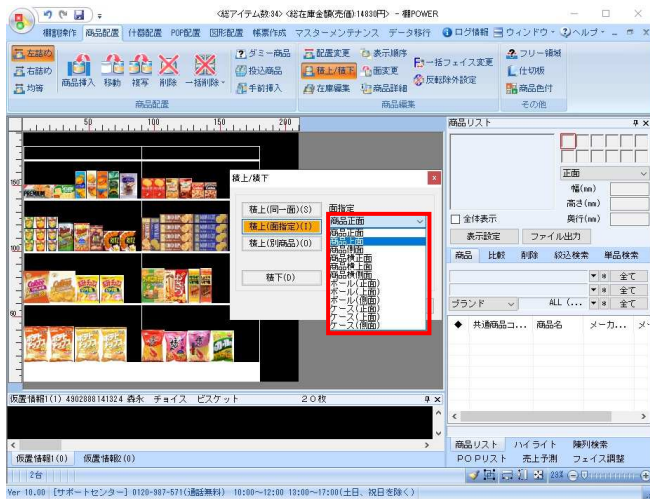 <総アイテム数:34> <総在庫金額(売価):14830円> - 棚POWER
棚割操作 商品配置 什器配置 POP配置 図形配置 帳票作成 マスターメンテナンス データ移行 ログ情報 ウィンドウ ヘルプ
左詰め
右詰め
均等
商品挿入 移動 複写 削除 一括削除
ダミー商品
投込商品
手前挿入
配置変更 表示順序
積上/積下 面変更
在庫編集 商品詳細
フェイス変更
反転除外設定
フリー領域
仕切板
商品色付
商品配置 商品編集 その他
50 100 150 200
150
100
50
PREMIUM
積上/積下
積上(同一面)(S)
積上(面指定)(I)
積上(別商品)(O)
積下(D)
面指定
商品正面
商品正面
商品上面
商品側面
商品横正面
商品横上面
商品横側面
ボール(正面)
ボール(上面)
ボール(側面)
ケース(正面)
ケース(上面)
ケース(側面)
商品リスト
正面
幅(mm)
高さ(mm)
奥行(mm)
全体表示
表示設定 ファイル出力
商品 比較 削除 絞込検索 単品検索
* 全て
* 全て
ブランド ALL (... * 全て
◆ 共通商品コ... 商品名 メーカ... メ
仮置情報1(1) 4902888141324 森永 チョイス ビスケット 20枚
仮置情報1(0) 仮置情報2(0)
商品リスト ハイライト 陳列検索
POPリスト 売上予測 フェイス調整
2台
23%
Ver 10.00 [サポートセンター] 0120-987-571(通話無料) 10:00~12:00 13:00~17:00(土日、祝日を除く)